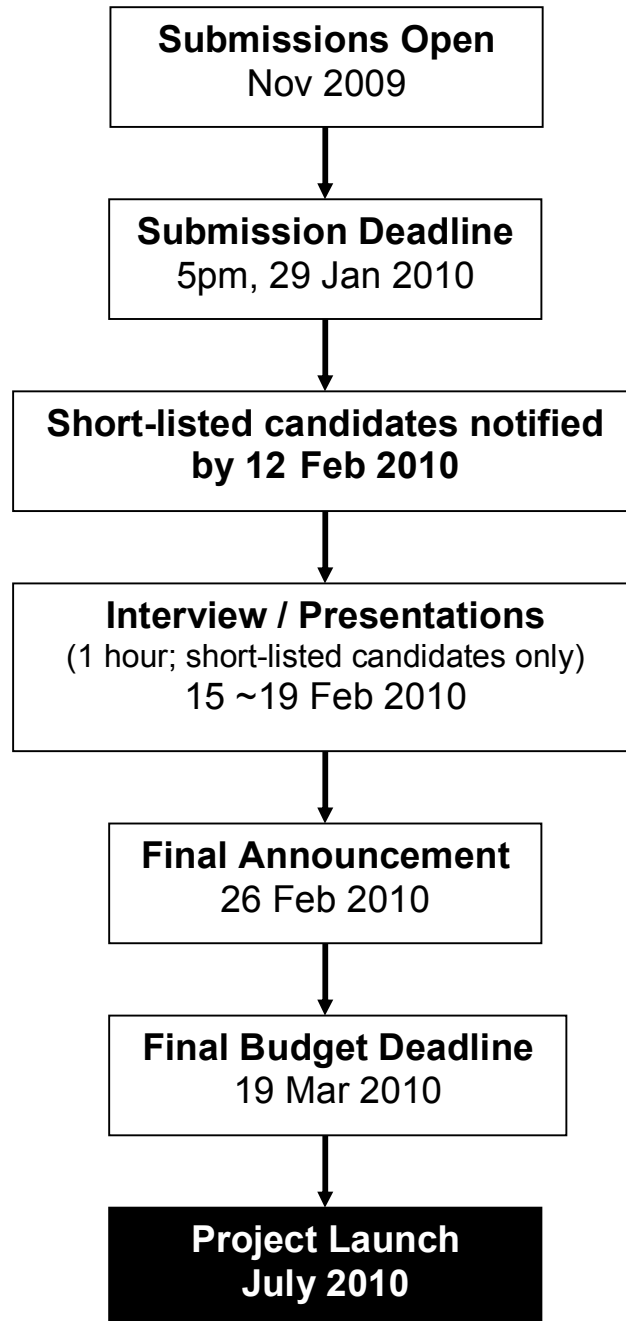 Submissions Open
Nov 2009
Submission Deadline
5pm, 29 Jan 2010
Short-listed candidates notified
by 12 Feb 2010
Interview / Presentations
(1 hour; short-listed candidates only)
15 ~19 Feb 2010
Final Announcement
26 Feb 2010
Final Budget Deadline
19 Mar 2010
Project Launch
July 2010